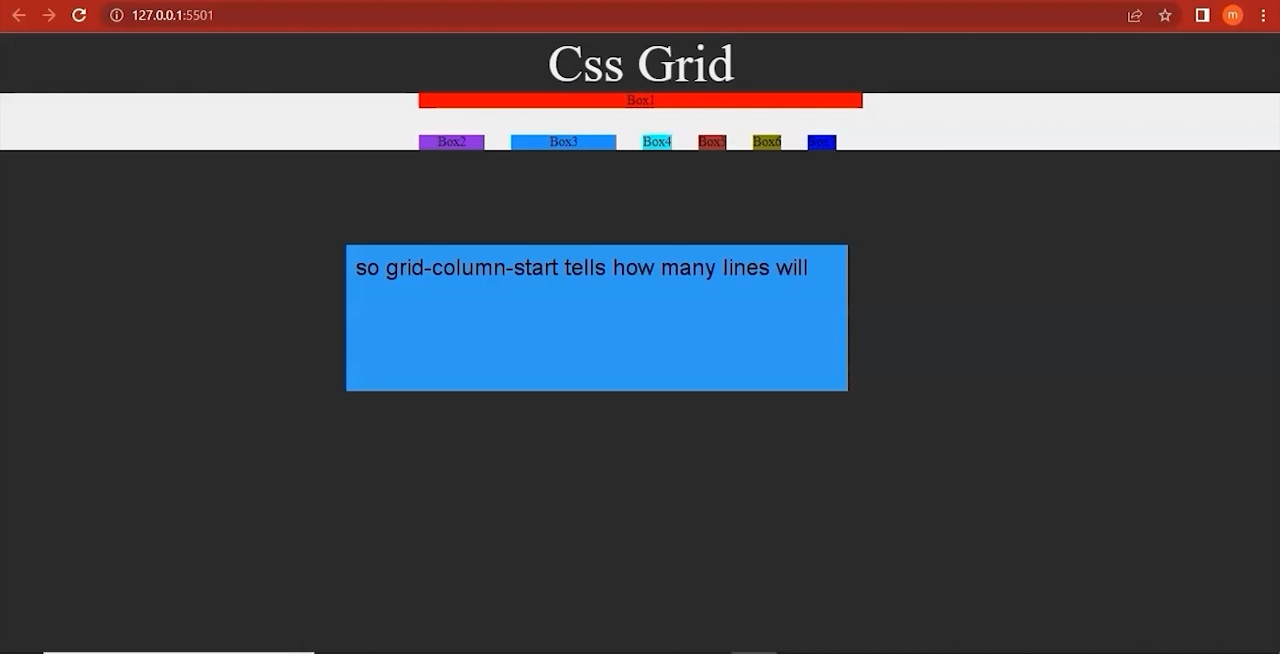 127.0.0.1:5501
m
Css Grid
Box1
Box2 Box3 Box4 Box5 Box6
so grid-column-start tells how many lines will